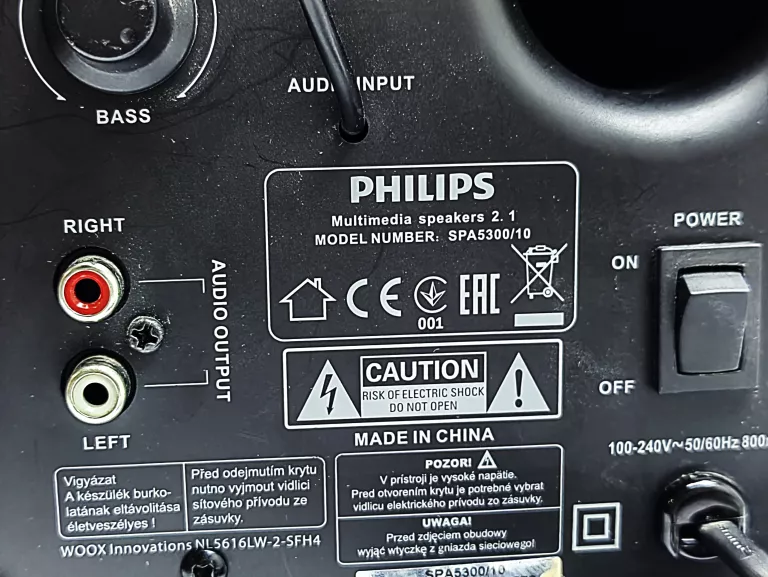 BASS
AUDIO INPUT
PHILIPS
Multimedia speakers 2. 1
MODEL NUMBER: SPA5300/10
001
EAC
RIGHT
AUDIO OUTPUT
LEFT
POWER
ON
OFF
CAUTION
RISK OF ELECTRIC SHOCK
DO NOT OPEN
MADE IN CHINA
100-240V~50/60Hz 800
Vigyázat
A készülék burko-
latának eltávolítása
életveszélyes !
Před odejmutím krytu
nutno vyjmout vidlici
síťového přívodu ze
zásuvky.
WOOX Innovations NL5616LW-2-SFH4
POZOR!
V prístroji je vysoké napätie.
Pred otvorením krytu je potrebné vybrat
vidlicu elektrického prívodu zo zásuvky.
UWAGA!
Przed zdjęciem obudowy
wyjąć wtyczkę z gniazda sieciowego!
SPA5300/10